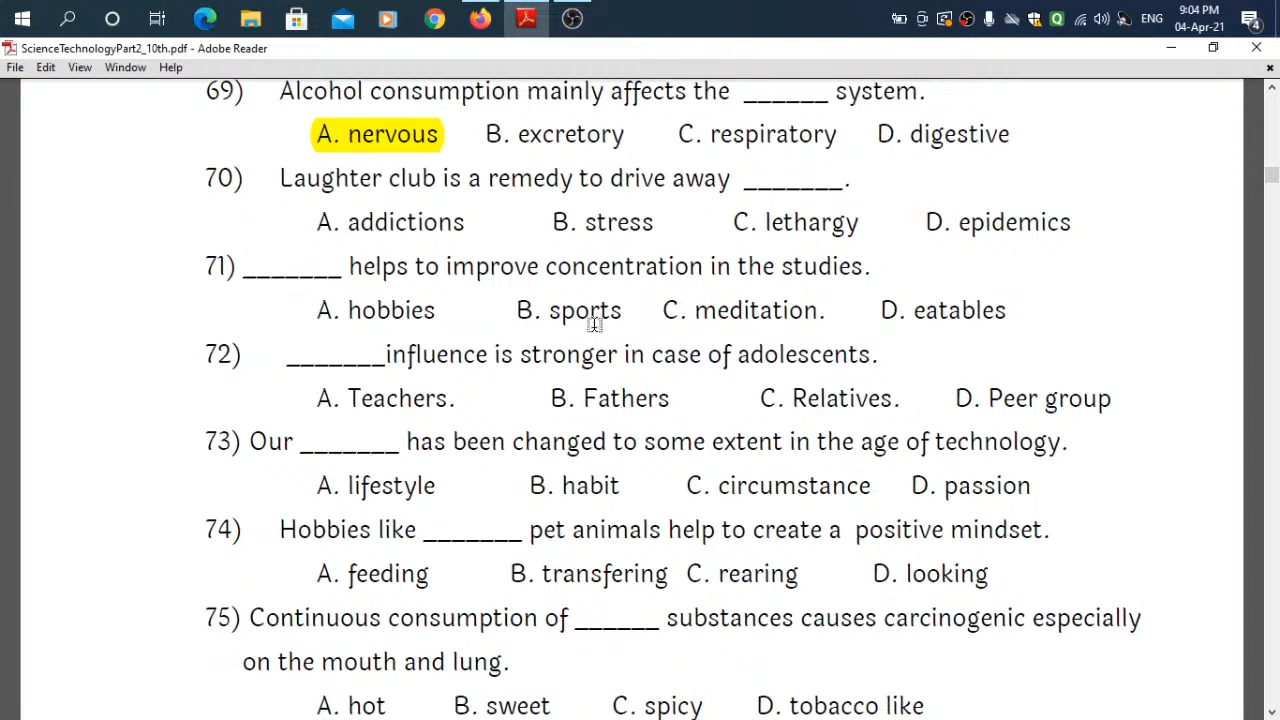 9:04 PM
ENG
04-Apr-21
4
ScienceTechnologyPart2_10th.pdf - Adobe Reader
File Edit View Window Help
69) Alcohol consumption mainly affects the ______ system.
A. nervous B. excretory C. respiratory D. digestive
70) Laughter club is a remedy to drive away _______.
A. addictions B. stress C. lethargy D. epidemics
71) _______ helps to improve concentration in the studies.
A. hobbies B. sports C. meditation. D. eatables
72) _______influence is stronger in case of adolescents.
A. Teachers. B. Fathers C. Relatives. D. Peer group
73) Our _______ has been changed to some extent in the age of technology.
A. lifestyle B. habit C. circumstance D. passion
74) Hobbies like _______ pet animals help to create a positive mindset.
A. feeding B. transfering C. rearing D. looking
75) Continuous consumption of ______ substances causes carcinogenic especially
on the mouth and lung.
A. hot B. sweet C. spicy D. tobacco like